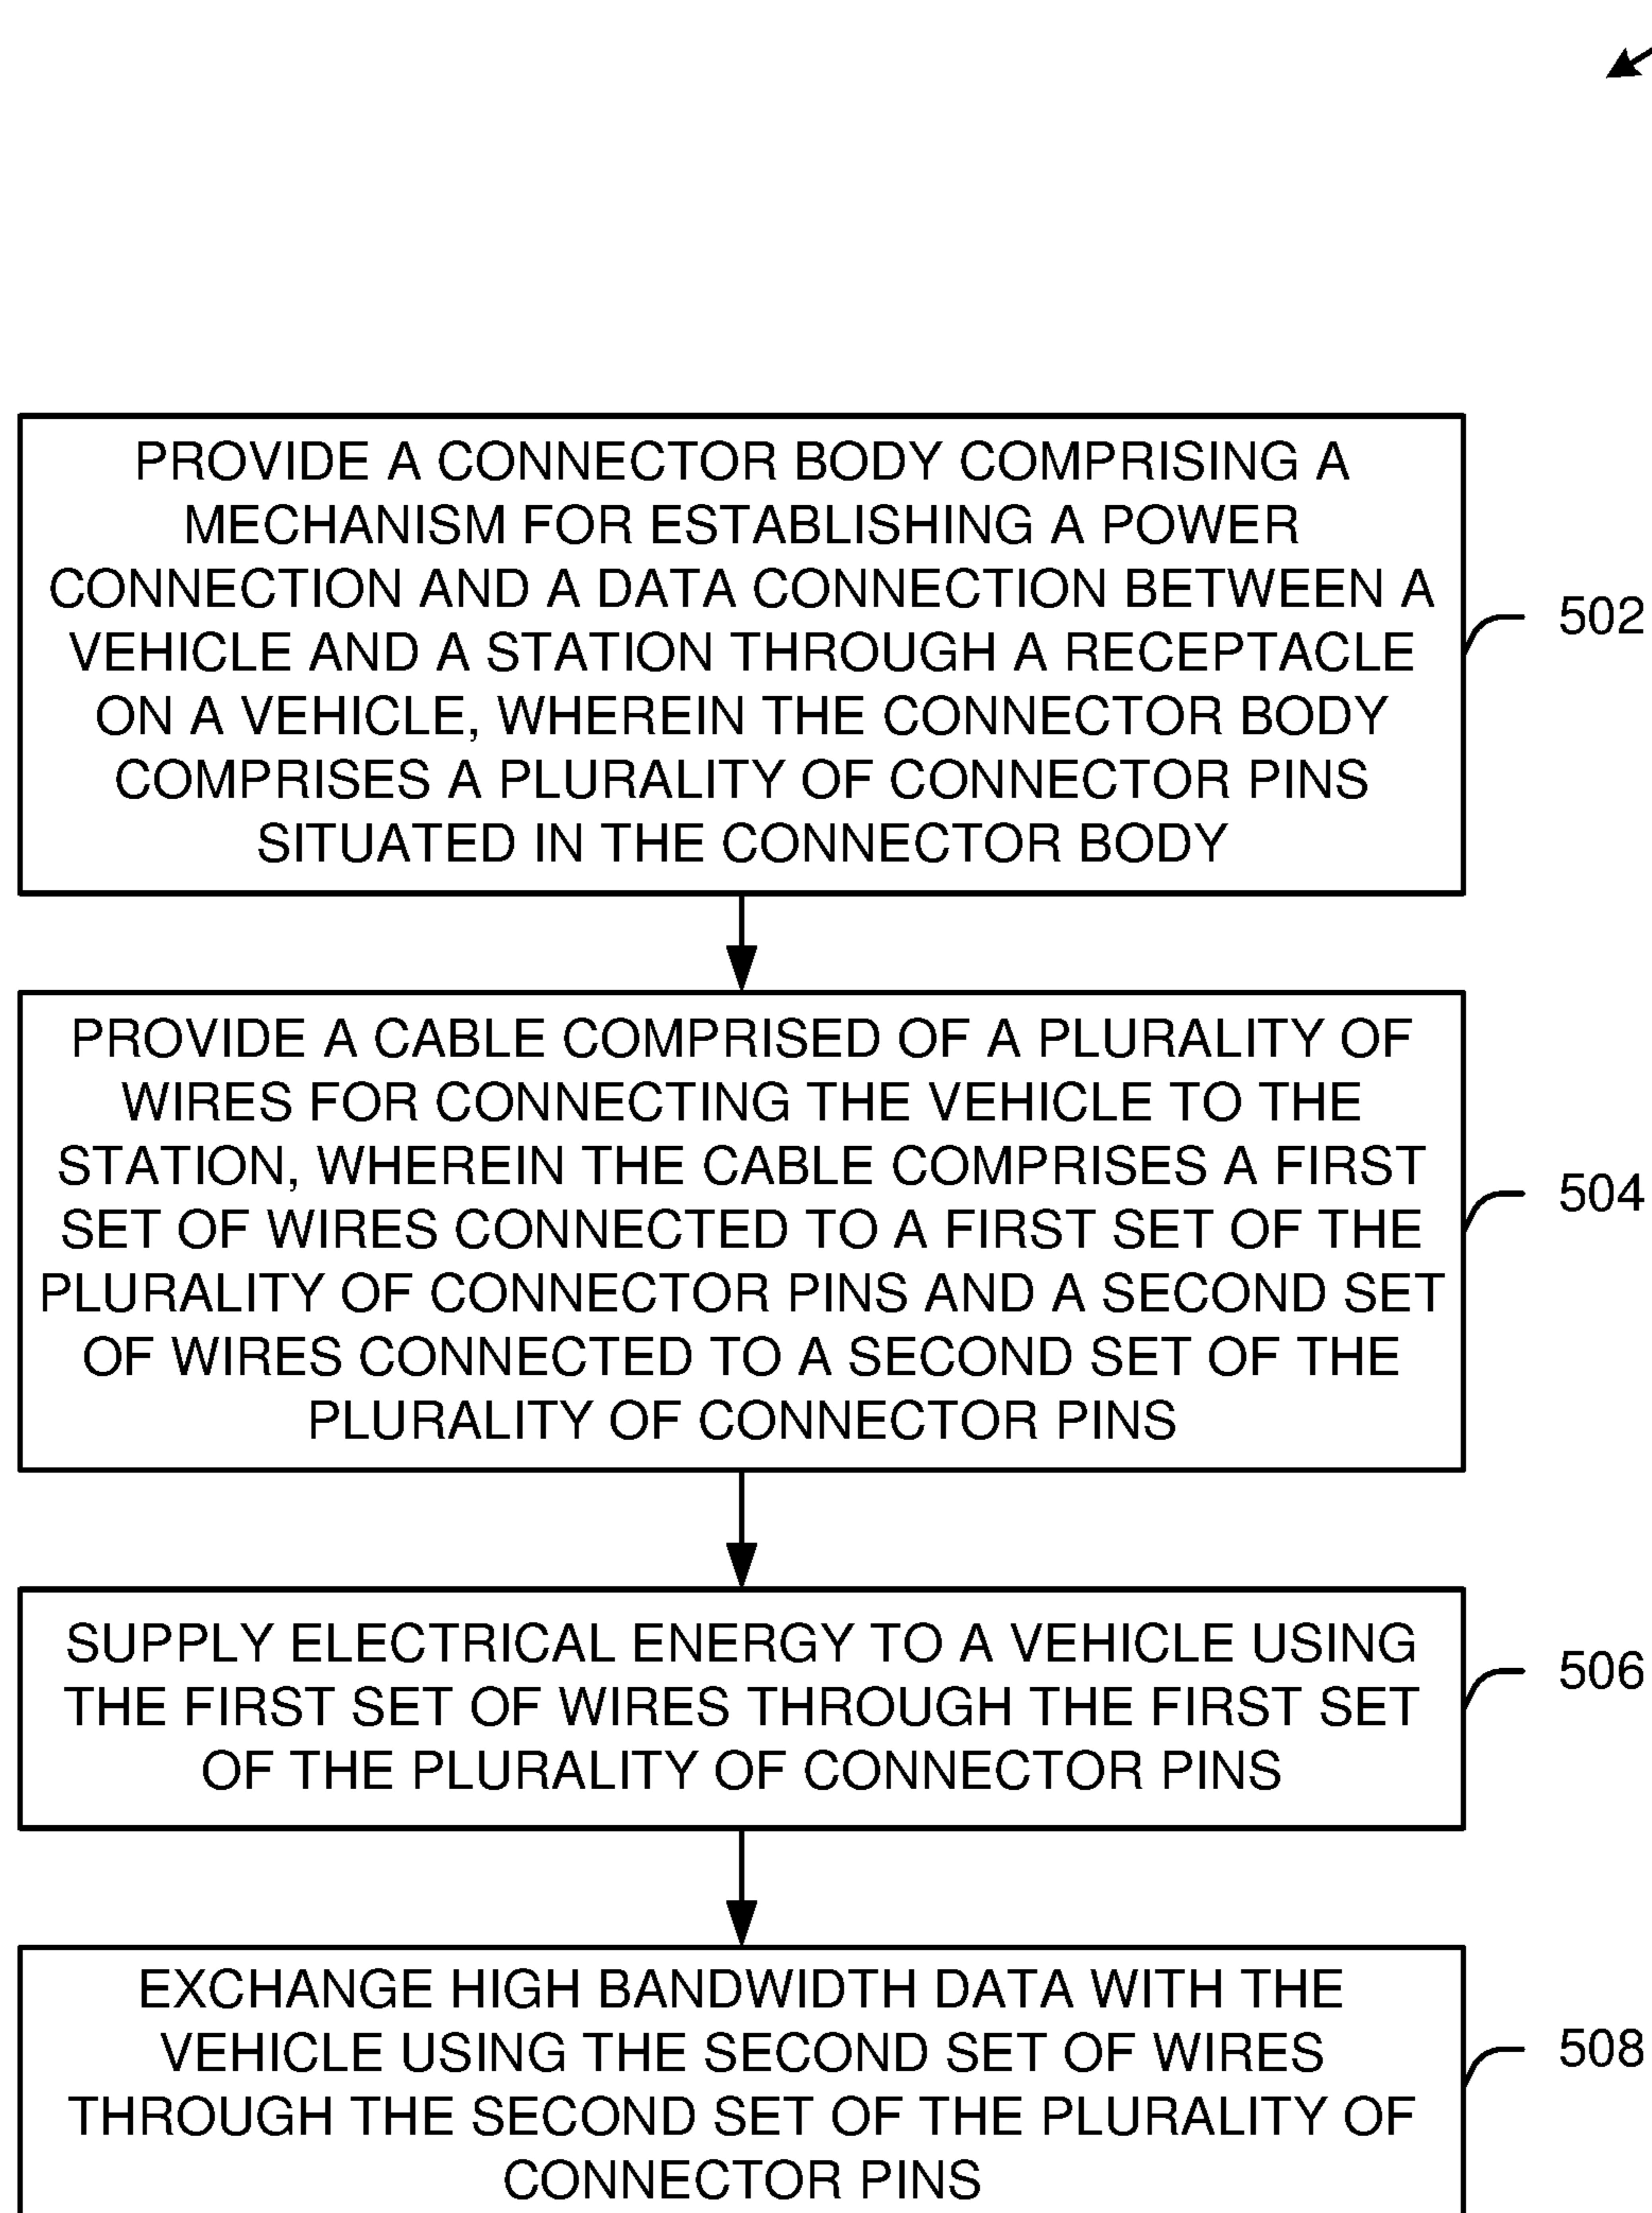 PROVIDE A CONNECTOR BODY COMPRISING A
MECHANISM FOR ESTABLISHING A POWER
CONNECTION AND A DATA CONNECTION BETWEEN A
VEHICLE AND A STATION THROUGH A RECEPTACLE
ON A VEHICLE, WHEREIN THE CONNECTOR BODY
COMPRISES A PLURALITY OF CONNECTOR PINS
SITUATED IN THE CONNECTOR BODY
502
PROVIDE A CABLE COMPRISED OF A PLURALITY OF
WIRES FOR CONNECTING THE VEHICLE TO THE
STATION, WHEREIN THE CABLE COMPRISES A FIRST
SET OF WIRES CONNECTED TO A FIRST SET OF THE
PLURALITY OF CONNECTOR PINS AND A SECOND SET
OF WIRES CONNECTED TO A SECOND SET OF THE
PLURALITY OF CONNECTOR PINS
504
SUPPLY ELECTRICAL ENERGY TO A VEHICLE USING
THE FIRST SET OF WIRES THROUGH THE FIRST SET
OF THE PLURALITY OF CONNECTOR PINS
506
EXCHANGE HIGH BANDWIDTH DATA WITH THE
VEHICLE USING THE SECOND SET OF WIRES
THROUGH THE SECOND SET OF THE PLURALITY OF
CONNECTOR PINS
508